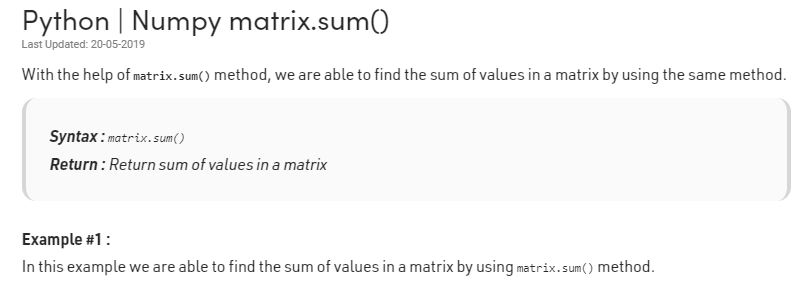 Python | Numpy matrix.sum()
Last Updated: 20-05-2019
With the help of matrix.sum() method, we are able to find the sum of values in a matrix by using the same method.
Syntax : matrix.sum()
Return : Return sum of values in a matrix
Example #1 :
In this example we are able to find the sum of values in a matrix by using matrix.sum() method.